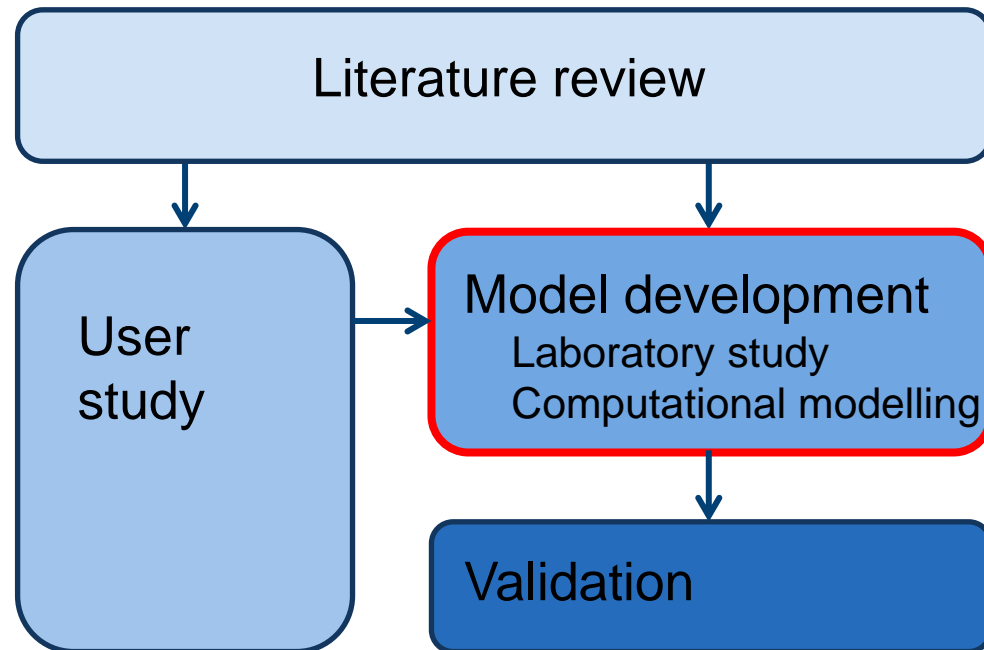 Literature review
User
study
Model development
Laboratory study
Computational modelling
Validation